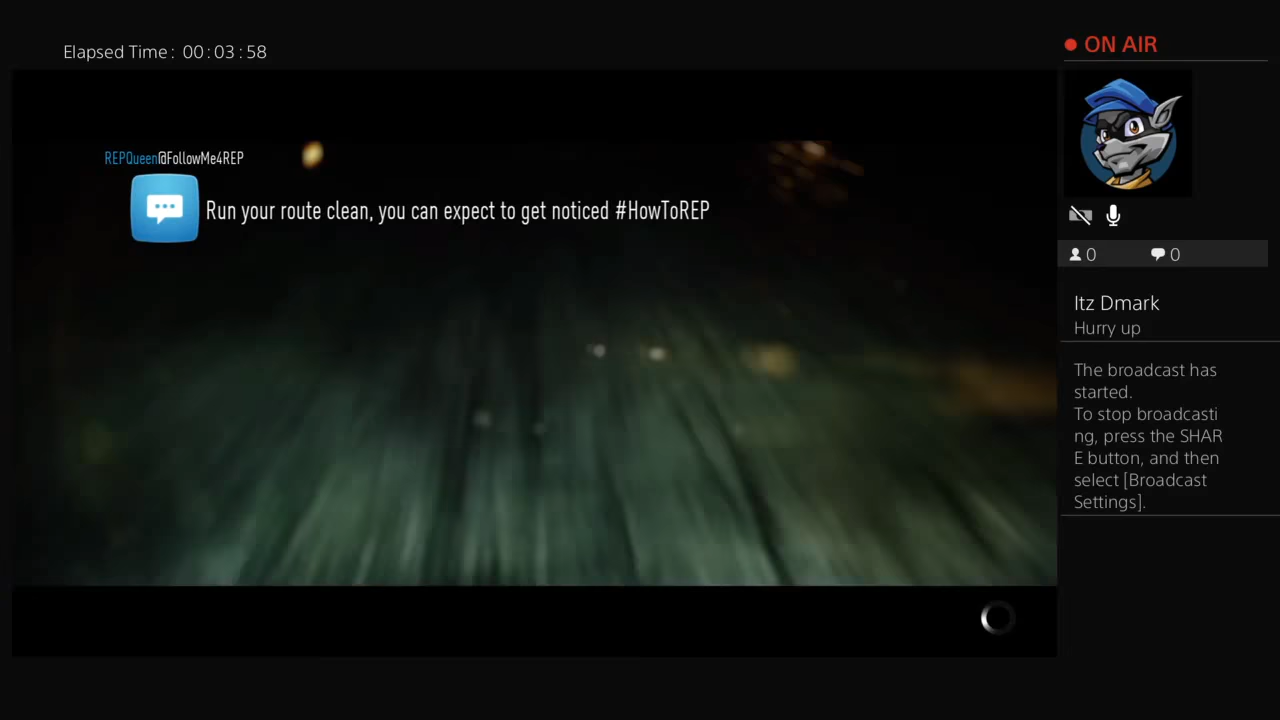 Elapsed Time: 00:03:58
ON AIR
REPQueen@FollowMe4REP
Run your route clean, you can expect to get noticed #HowToREP
0 0
Itz Dmark
Hurry up
The broadcast has
started.
To stop broadcasti
ng, press the SHAR
E button, and then
select [Broadcast
Settings].